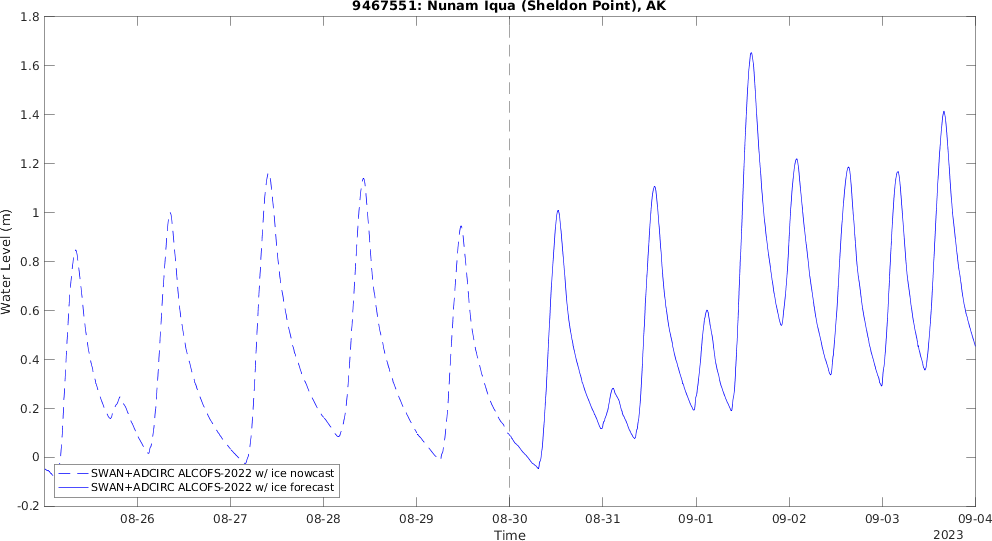 9467551: Nunam Iqua (Sheldon Point), AK
1.8
1.6
1.4
1.2
1
0.8
0.6
0.4
0.2
0
-0.2
Water Level (m)
SWAN+ADCIRC ALCOFS-2022 w/ ice nowcast
SWAN+ADCIRC ALCOFS-2022 w/ ice forecast
08-26 08-27 08-28 08-29 08-30 08-31 09-01 09-02 09-03 09-04
Time
2023